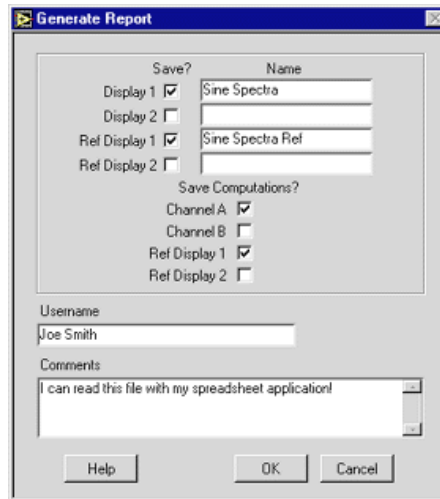 Generate Report
Save? Name
Display 1 Sine Spectra
Display 2
Ref Display 1 Sine Spectra Ref
Ref Display 2
Save Computations?
Channel A
Channel B
Ref Display 1
Ref Display 2
Username
Joe Smith
Comments
I can read this file with my spreadsheet application!
Help OK Cancel